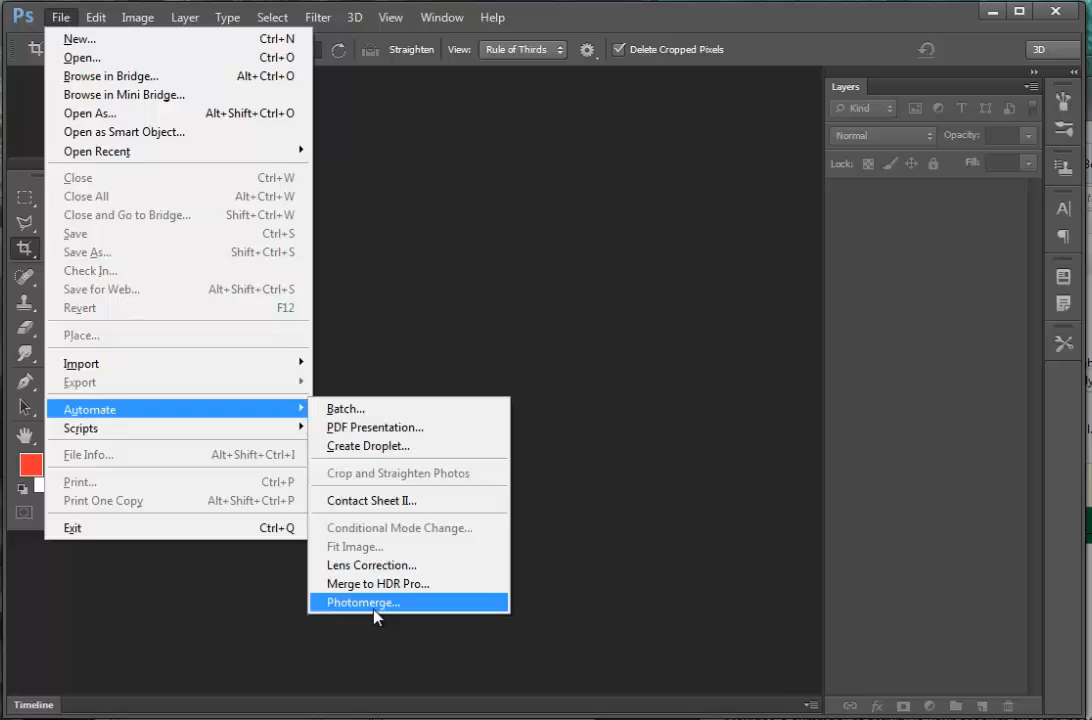 Ps File Edit Image Layer Type Select Filter 3D View Window Help
Straighten View: Rule of Thirds Delete Cropped Pixels 3D
New... Ctrl+N
Open... Ctrl+O
Browse in Bridge... Alt+Ctrl+O
Browse in Mini Bridge...
Open As... Alt+Shift+Ctrl+O
Open as Smart Object...
Open Recent
Close Ctrl+W
Close All Alt+Ctrl+W
Close and Go to Bridge... Shift+Ctrl+W
Save Ctrl+S
Save As... Shift+Ctrl+S
Check In...
Save for Web... Alt+Shift+Ctrl+S
Revert F12
Place...
Import
Export
Automate
Scripts
File Info... Alt+Shift+Ctrl+I
Print... Ctrl+P
Print One Copy Alt+Shift+Ctrl+P
Exit Ctrl+Q
Batch...
PDF Presentation...
Create Droplet...
Crop and Straighten Photos
Contact Sheet II...
Conditional Mode Change...
Fit Image...
Lens Correction...
Merge to HDR Pro...
Photomerge...
Layers
Kind
Normal Opacity:
Lock: Fill:
Timeline